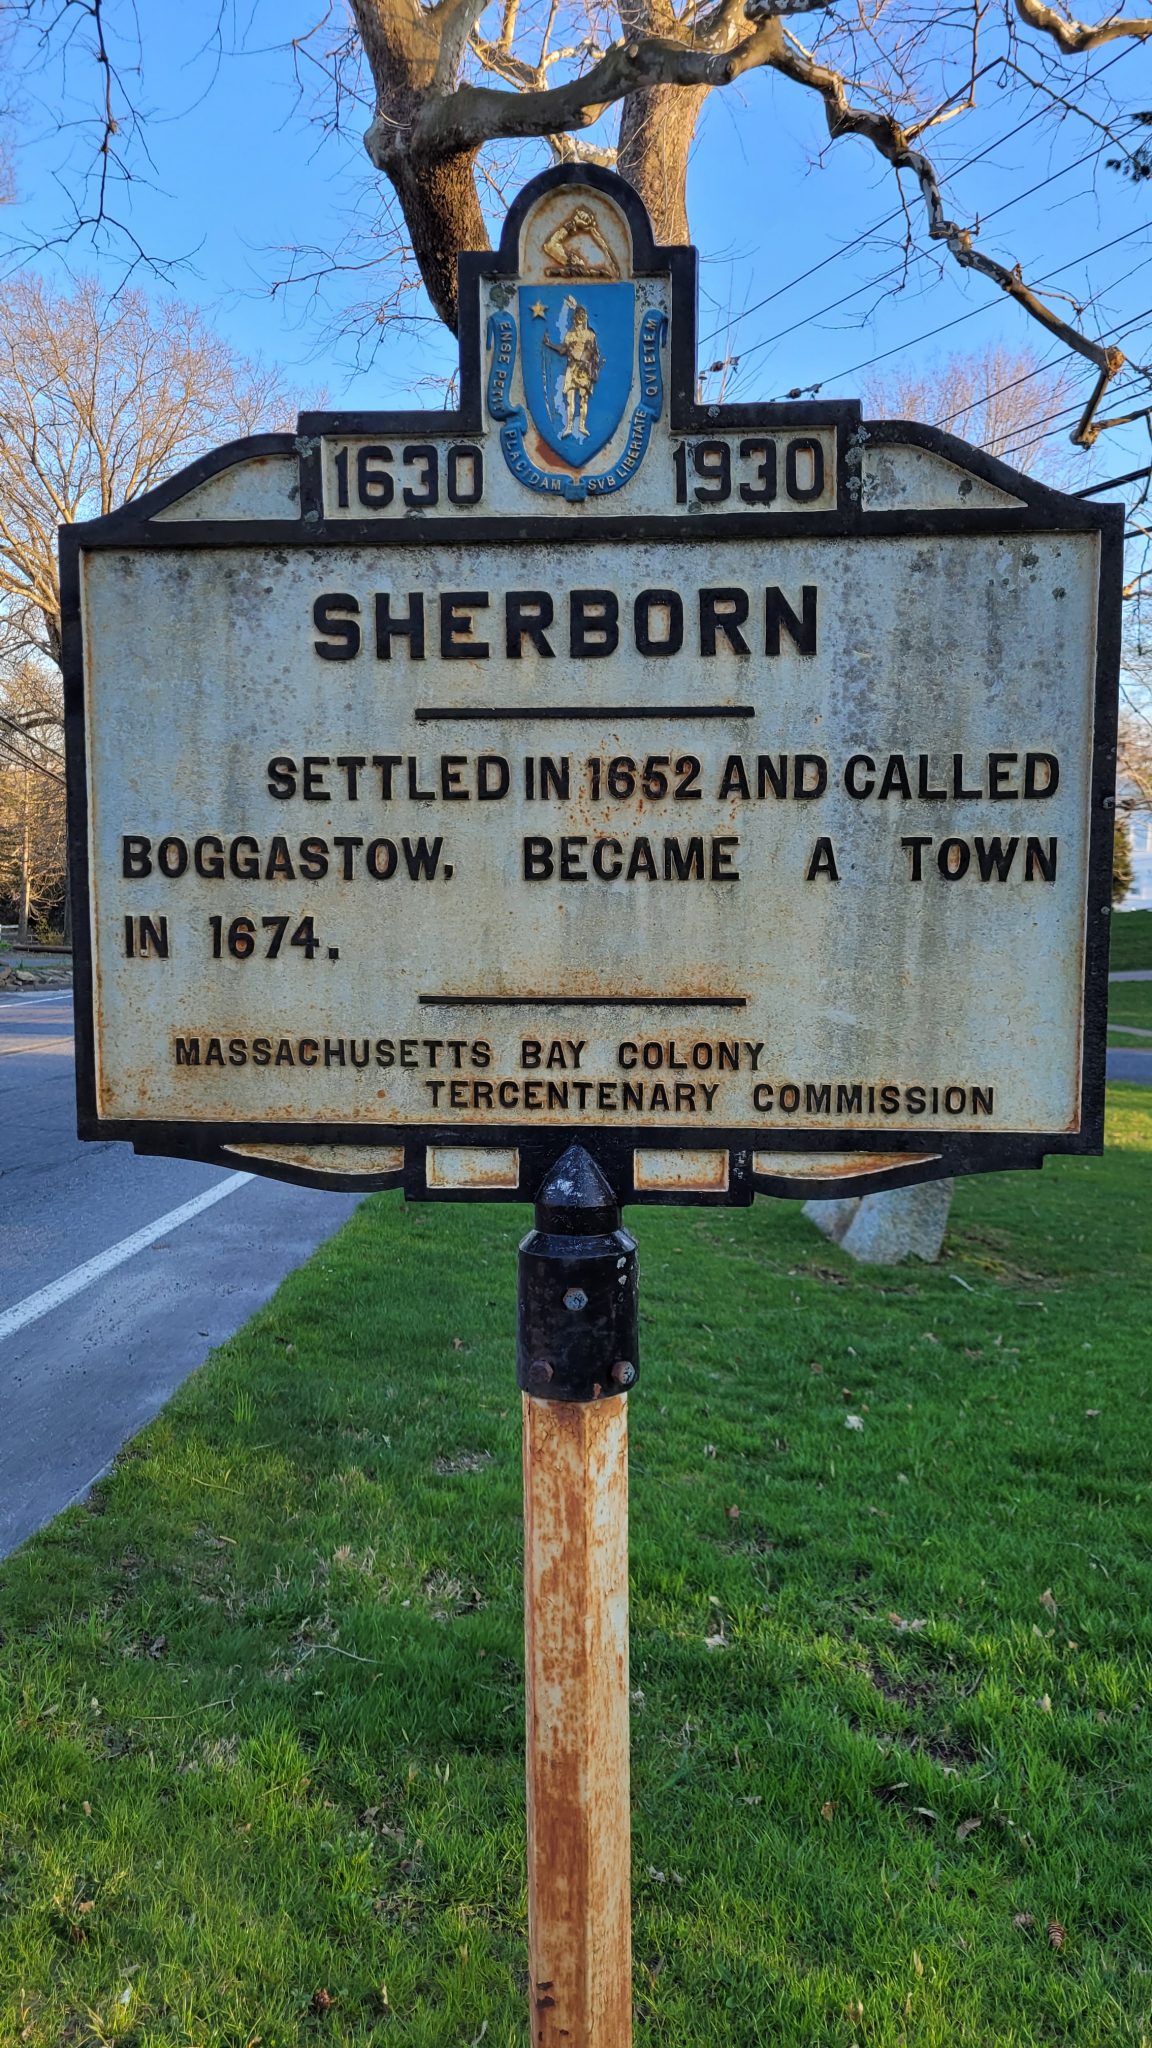 1630 1930
ENSE PETIT PLACIDAM SVB LIBERTATE QVIETEM
SHERBORN
SETTLED IN 1652 AND CALLED
BOGGASTOW, BECAME A TOWN
IN 1674.
MASSACHUSETTS BAY COLONY
TERCENTENARY COMMISSION